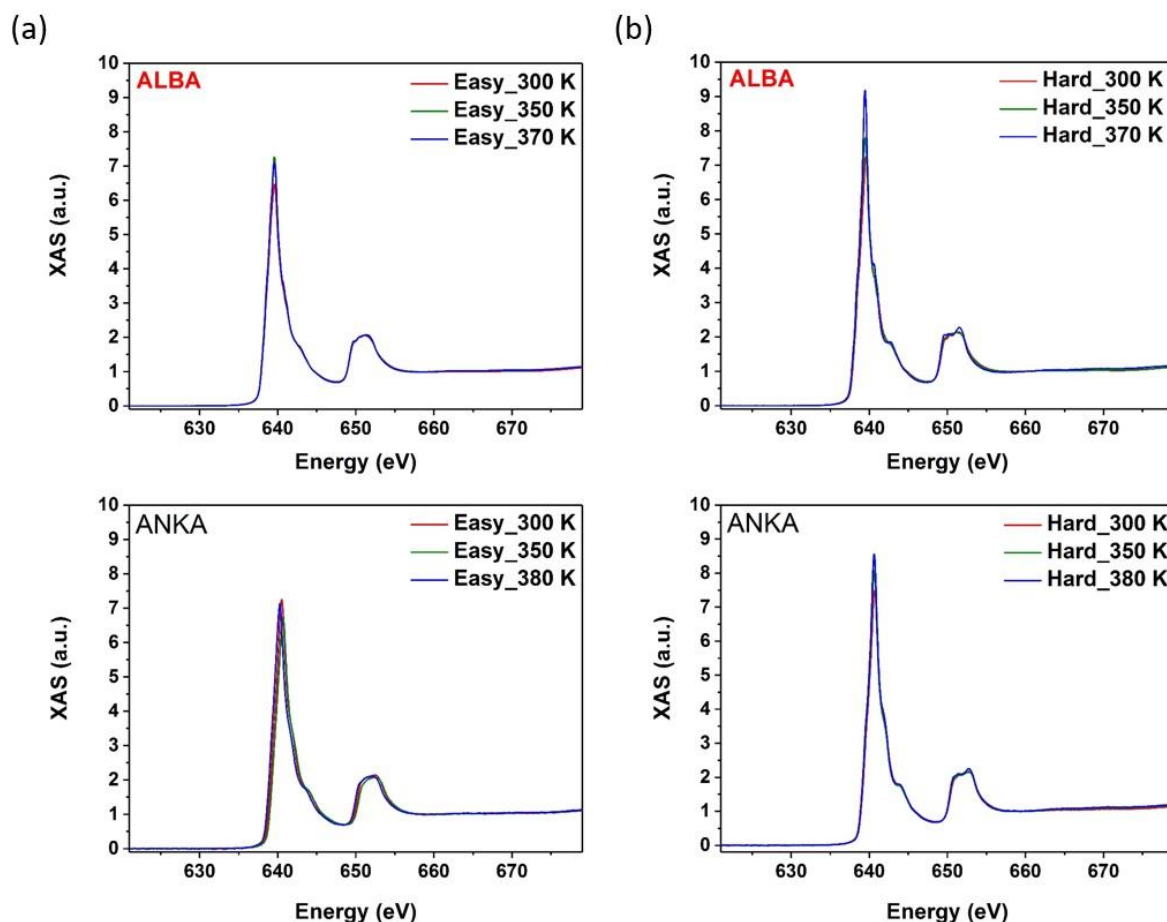 (a)
ALBA
Easy_300 K
Easy_350 K
Easy_370 K
10
9
8
7
6
5
4
3
2
1
0
XAS (a.u.)
630 640 650 660 670
Energy (eV)
(b)
ALBA
Hard_300 K
Hard_350 K
Hard_370 K
10
9
8
7
6
5
4
3
2
1
0
XAS (a.u.)
630 640 650 660 670
Energy (eV)
ANKA
Easy_300 K
Easy_350 K
Easy_380 K
10
9
8
7
6
5
4
3
2
1
0
XAS (a.u.)
630 640 650 660 670
Energy (eV)
ANKA
Hard_300 K
Hard_350 K
Hard_380 K
10
9
8
7
6
5
4
3
2
1
0
XAS (a.u.)
630 640 650 660 670
Energy (eV)